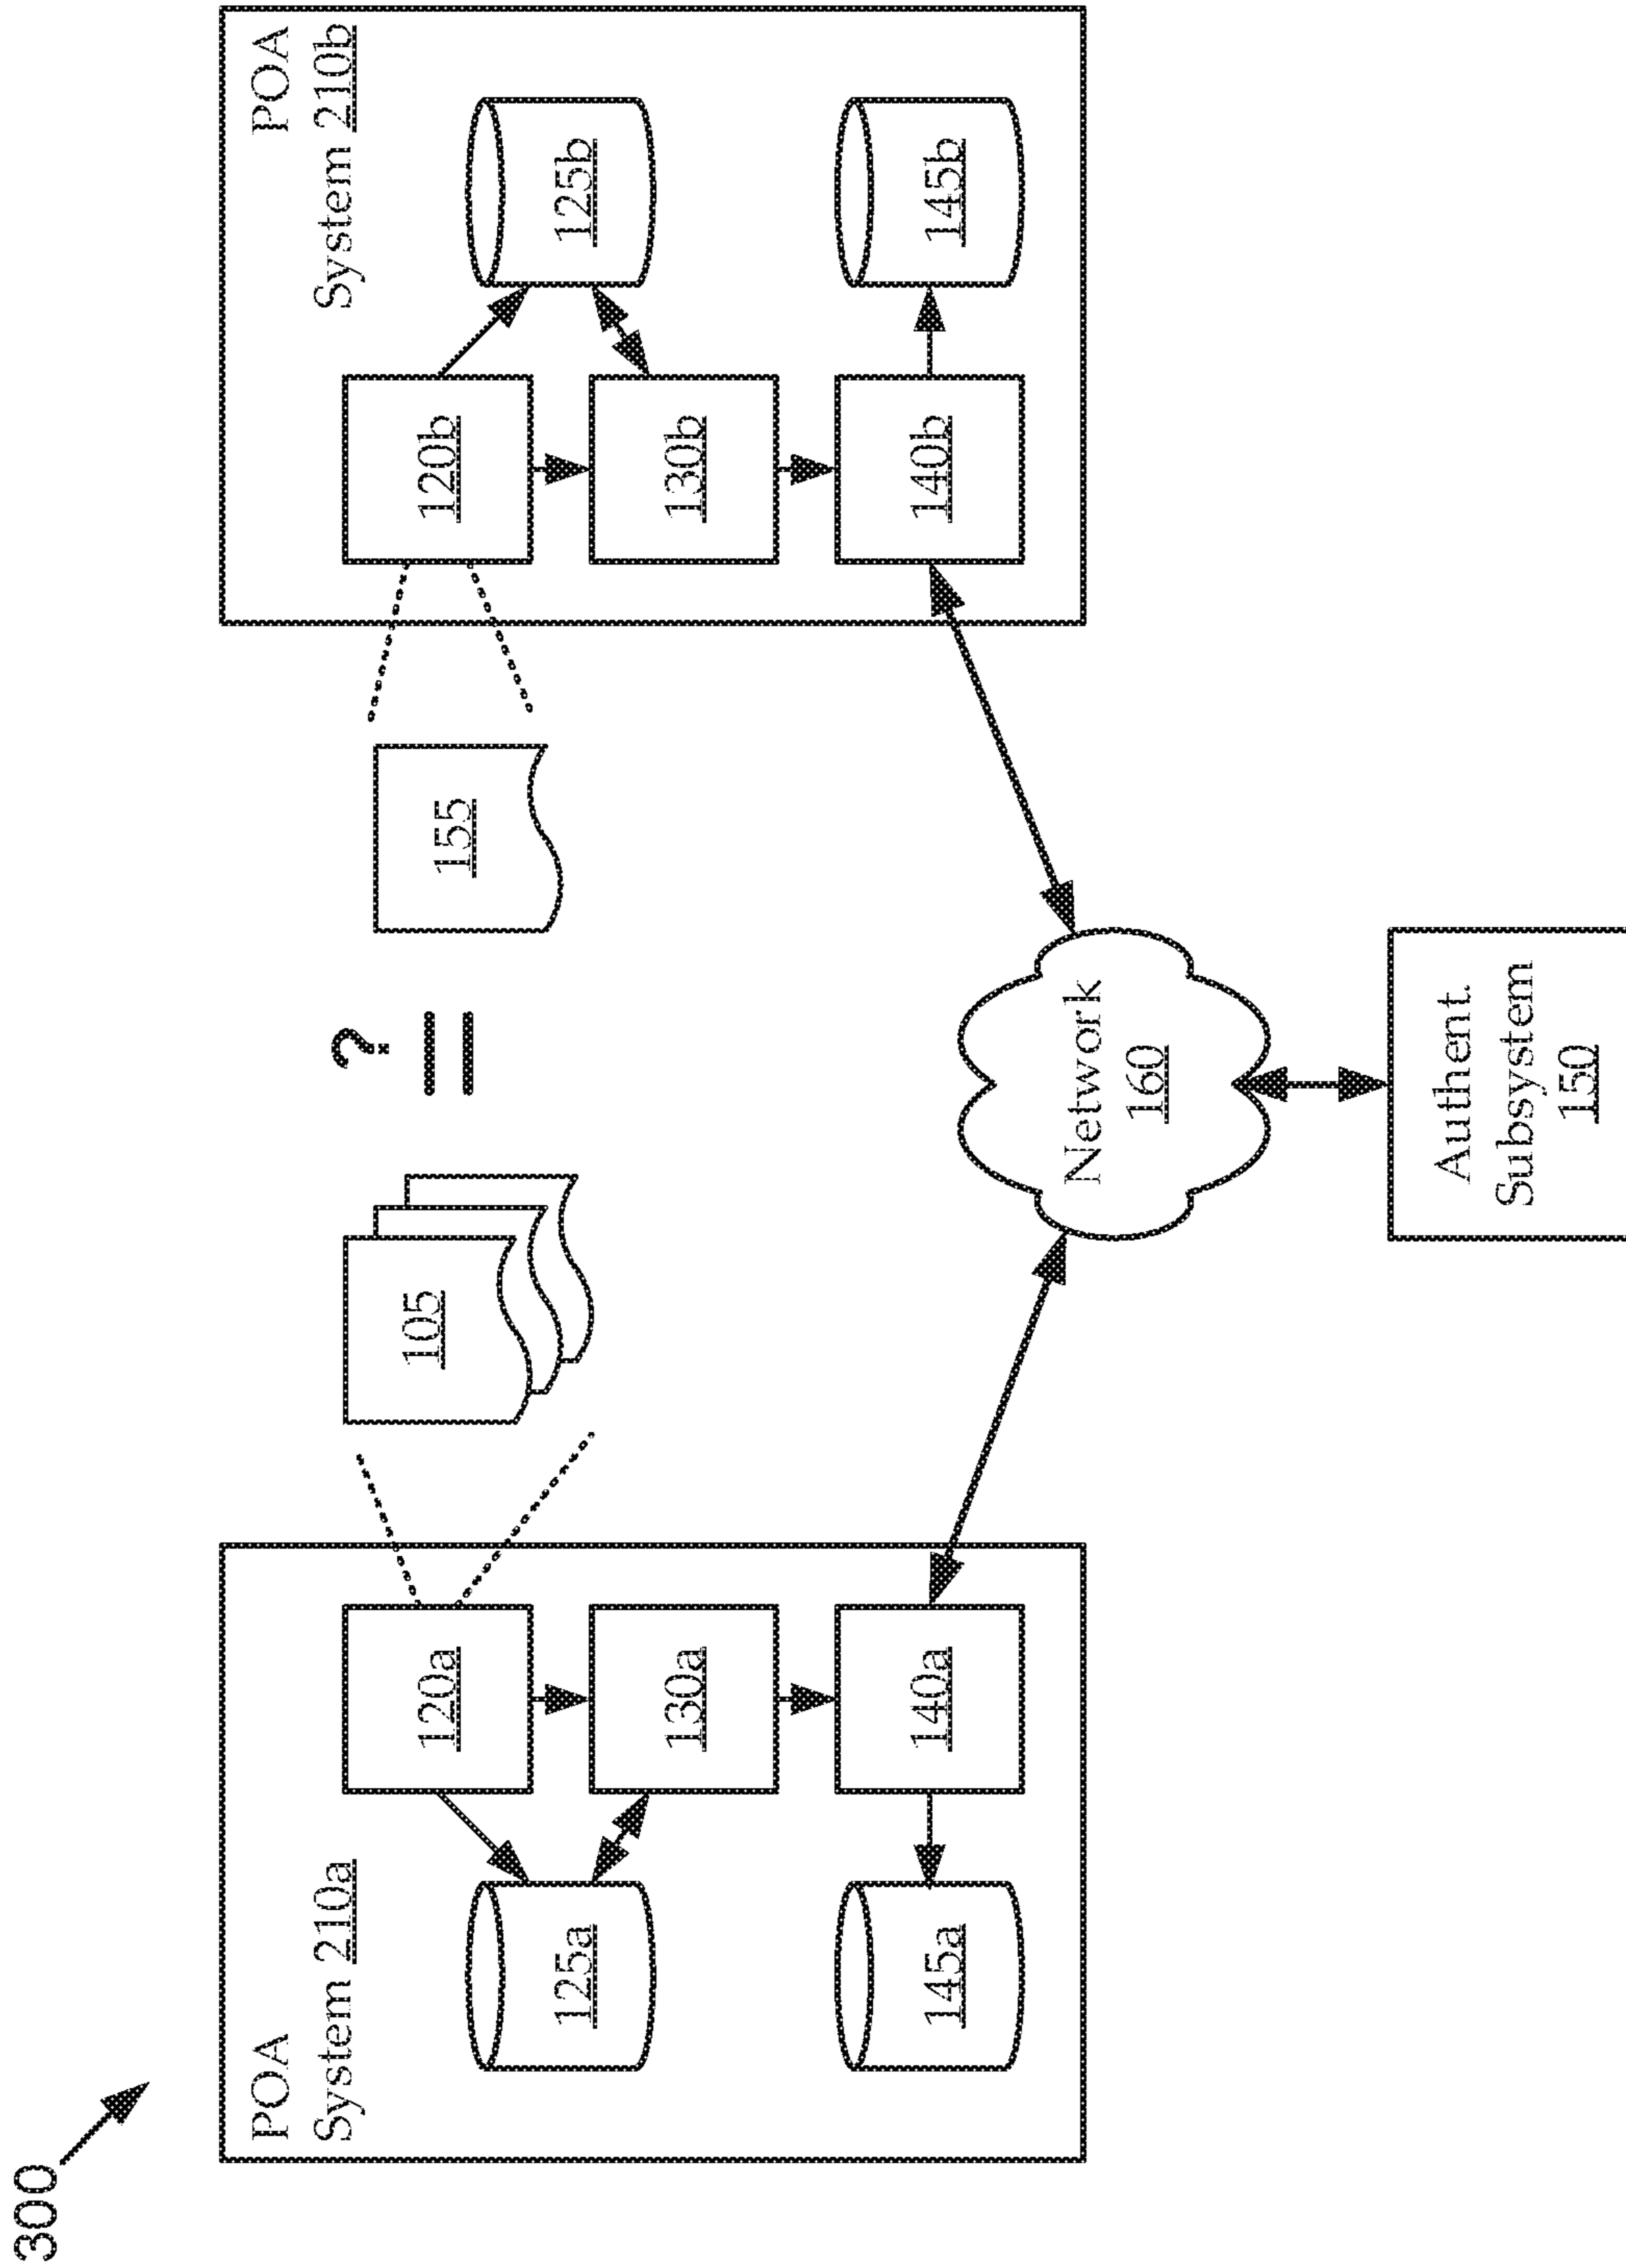 300
POA
System 210a
POA
System 210b
120a
105
?
=
155
120b
125a
130a
130b
125b
145a
140a
140b
145b
Network
160
Authent.
Subsystem
150